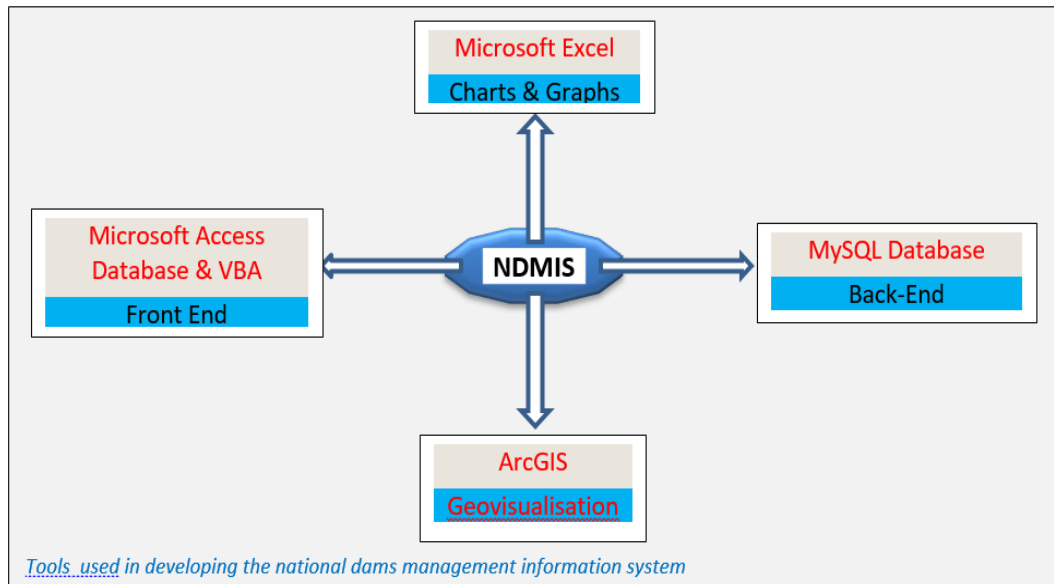 Microsoft Excel
Charts & Graphs
Microsoft Access
Database & VBA
Front End
NDMIS
MySQL Database
Back-End
ArcGIS
Geovisualisation
Tools used in developing the national dams management information system